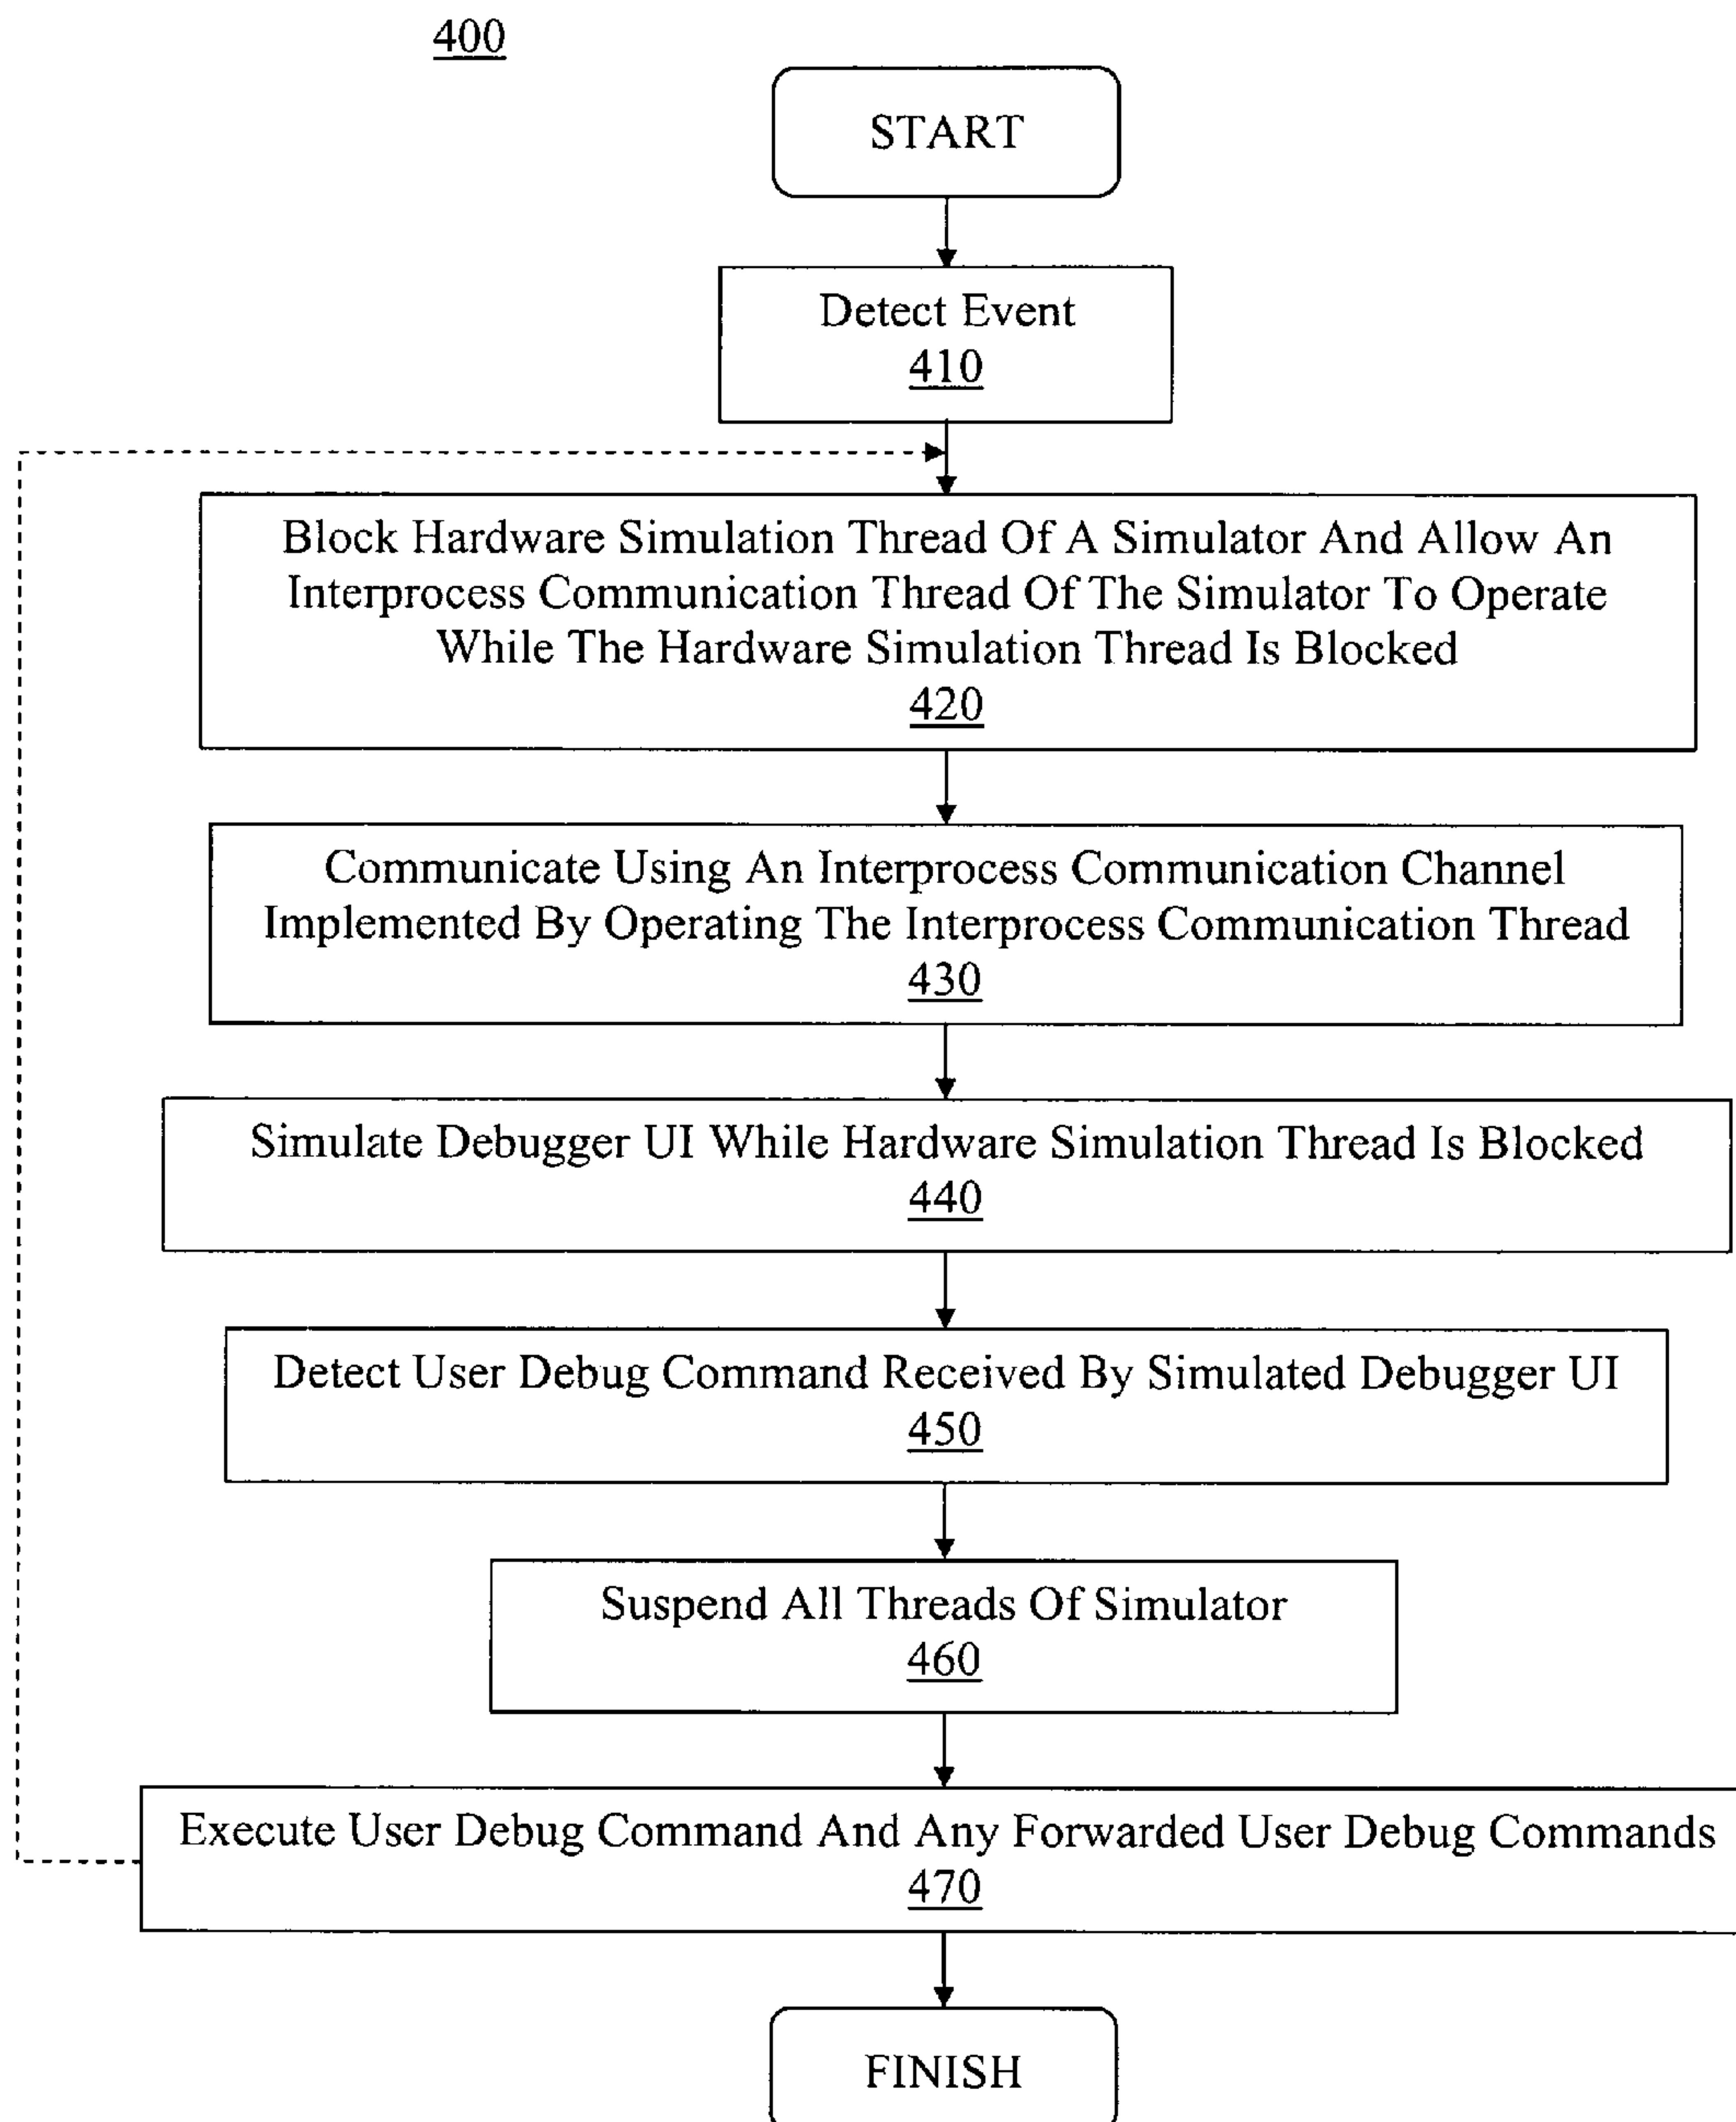 400
START
Detect Event
410
Block Hardware Simulation Thread Of A Simulator And Allow An
Interprocess Communication Thread Of The Simulator To Operate
While The Hardware Simulation Thread Is Blocked
420
Communicate Using An Interprocess Communication Channel
Implemented By Operating The Interprocess Communication Thread
430
Simulate Debugger UI While Hardware Simulation Thread Is Blocked
440
Detect User Debug Command Received By Simulated Debugger UI
450
Suspend All Threads Of Simulator
460
Execute User Debug Command And Any Forwarded User Debug Commands
470
FINISH